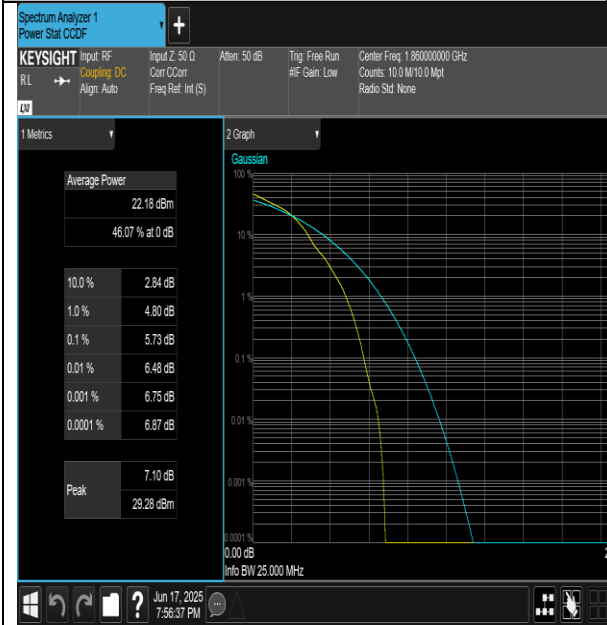 Spectrum Analyzer 1
Power Stat CCDF
+
KEYSIGHT
RL
LXI
Input: RF
Coupling: DC
Align: Auto
Input Z: 50 Ω
Corr CCorr
Freq Ref: Int (S)
Atten: 50 dB
Trig: Free Run
#IF Gain: Low
Center Freq: 1.860000000 GHz
Counts: 10.0 M/10.0 Mpt
Radio Std: None
1 Metrics
Average Power
22.18 dBm
46.07 % at 0 dB
10.0 % 2.84 dB
1.0 % 4.80 dB
0.1 % 5.73 dB
0.01 % 6.48 dB
0.001 % 6.75 dB
0.0001 % 6.87 dB
Peak
7.10 dB
29.28 dBm
2 Graph
Gaussian
100 %
10 %
1 %
0.1 %
0.01 %
0.001 %
0.0001 %
0.00 dB
Info BW 25.000 MHz
?
Jun 17, 2025
7:56:37 PM